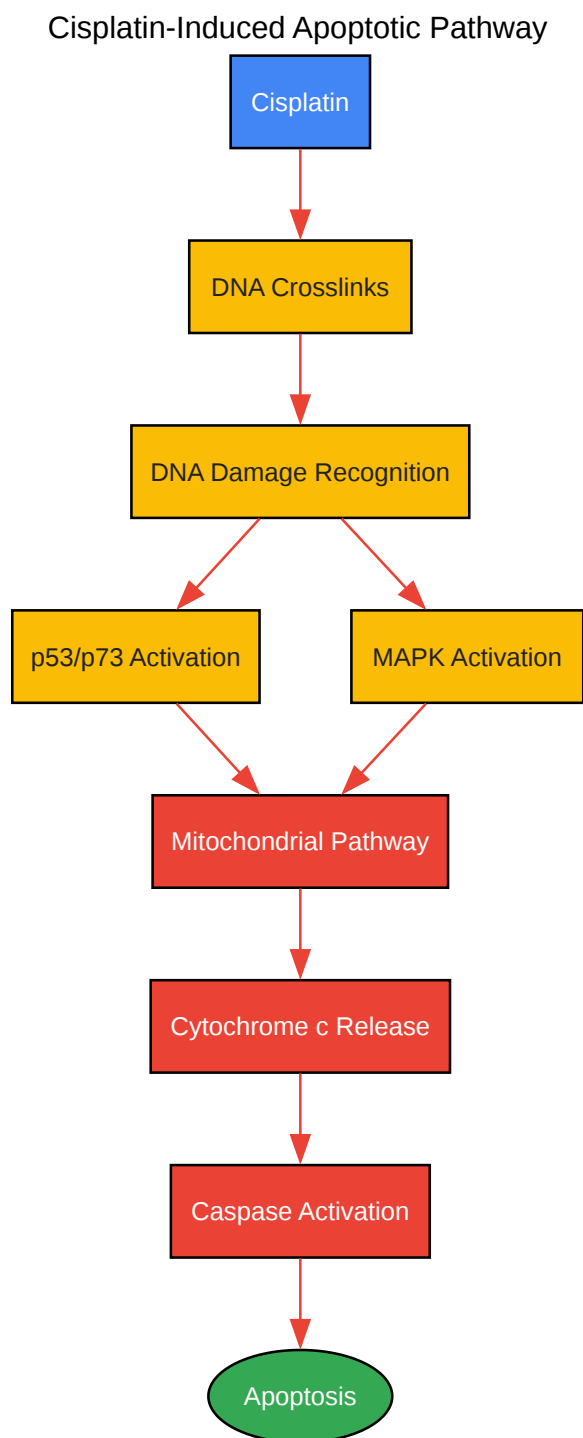 Cisplatin-Induced Apoptotic Pathway
Cisplatin
DNA Crosslinks
DNA Damage Recognition
p53/p73 Activation
MAPK Activation
Mitochondrial Pathway
Cytochrome c Release
Caspase Activation
Apoptosis